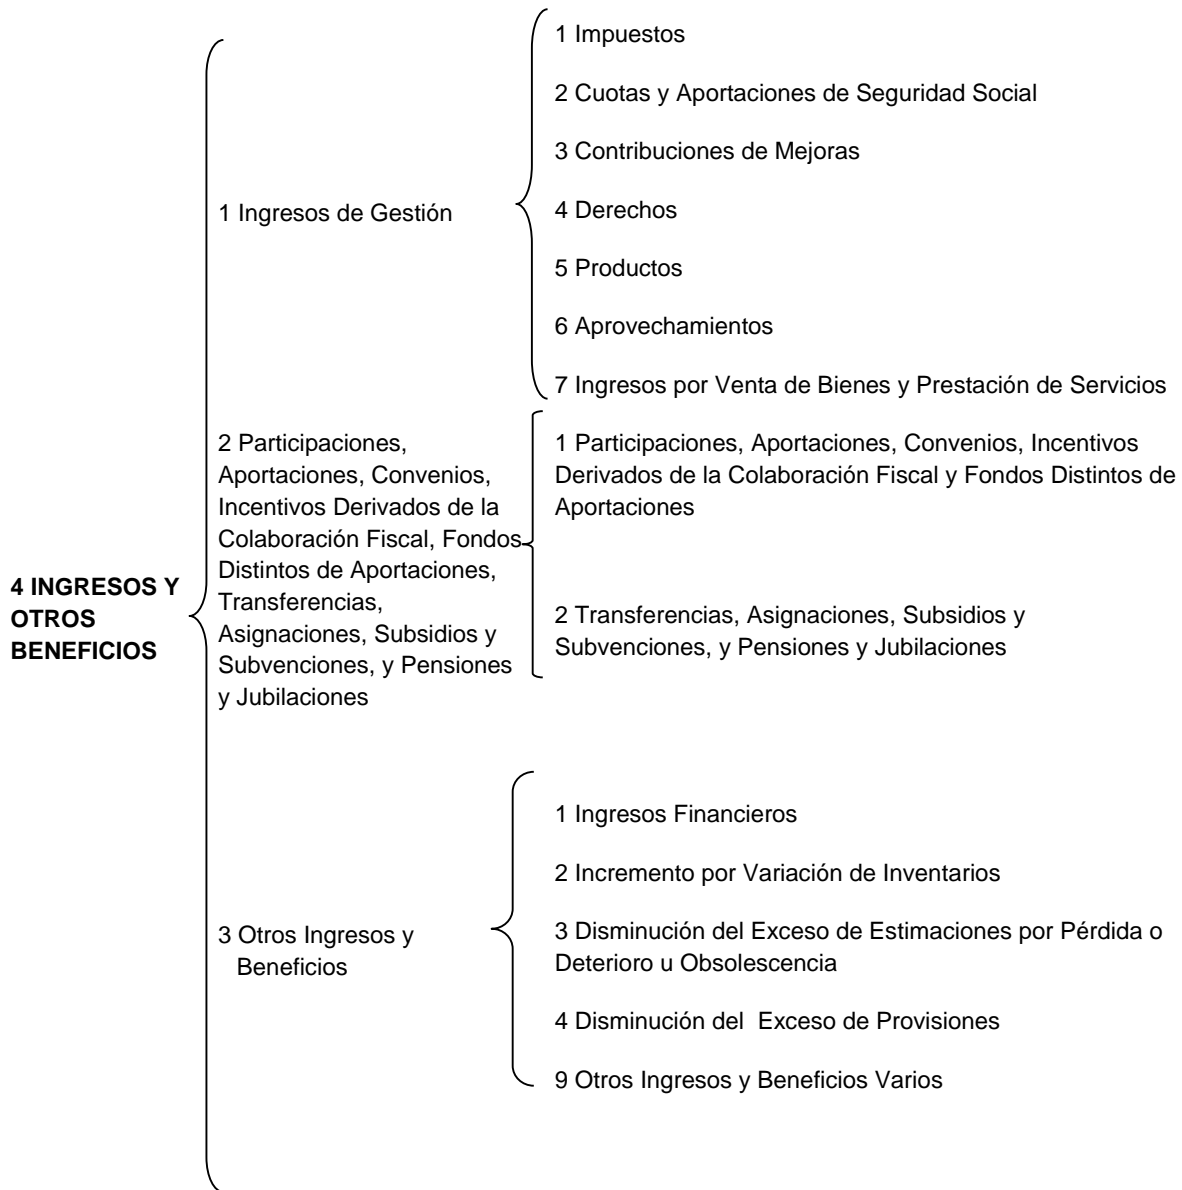 4 INGRESOS Y
OTROS
BENEFICIOS
1 Ingresos de Gestión
1 Impuestos
2 Cuotas y Aportaciones de Seguridad Social
3 Contribuciones de Mejoras
4 Derechos
5 Productos
6 Aprovechamientos
7 Ingresos por Venta de Bienes y Prestación de Servicios
2 Participaciones,
Aportaciones, Convenios,
Incentivos Derivados de la
Colaboración Fiscal, Fondos
Distintos de Aportaciones,
Transferencias,
Asignaciones, Subsidios y
Subvenciones, y Pensiones
y Jubilaciones
1 Participaciones, Aportaciones, Convenios, Incentivos
Derivados de la Colaboración Fiscal y Fondos Distintos de
Aportaciones
2 Transferencias, Asignaciones, Subsidios y
Subvenciones, y Pensiones y Jubilaciones
3 Otros Ingresos y
Beneficios
1 Ingresos Financieros
2 Incremento por Variación de Inventarios
3 Disminución del Exceso de Estimaciones por Pérdida o
Deterioro u Obsolescencia
4 Disminución del  Exceso de Provisiones
9 Otros Ingresos y Beneficios Varios